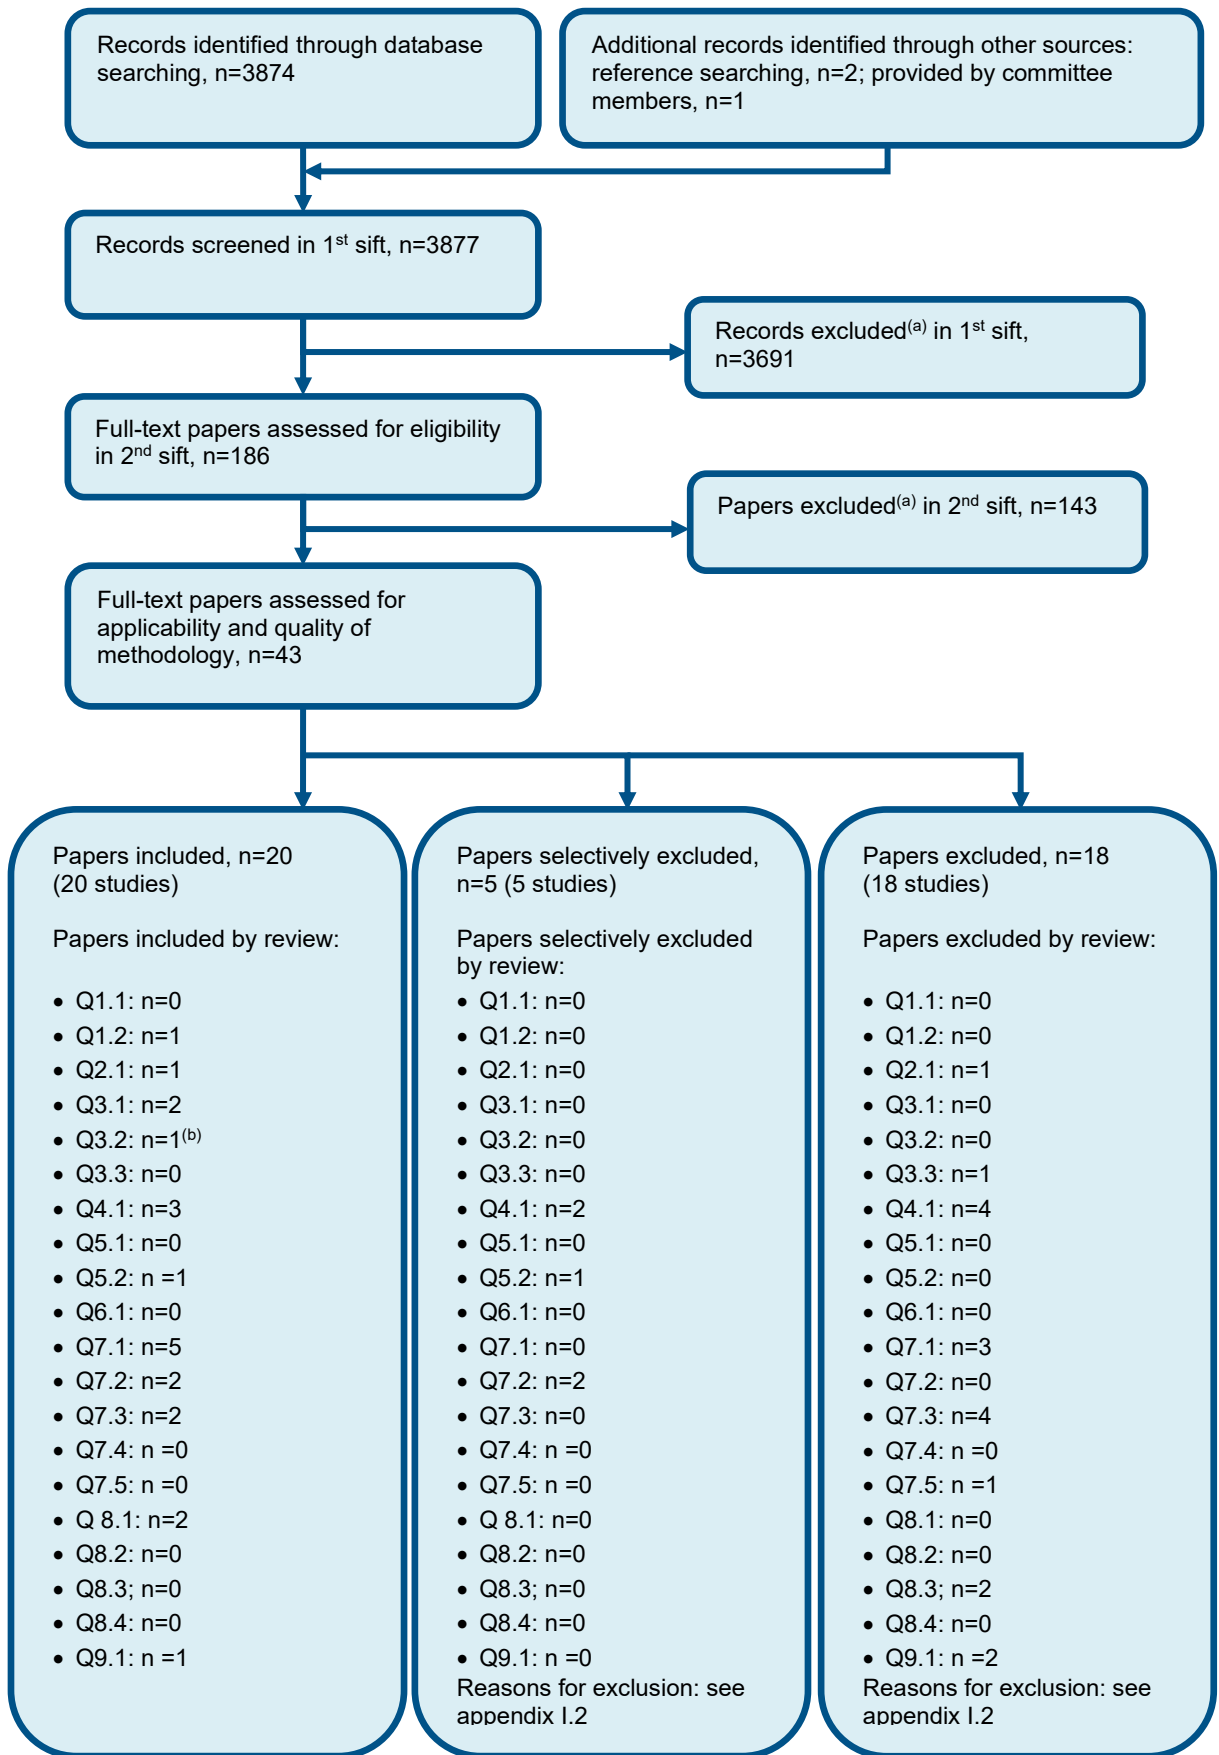 Records identified through database
searching, n=3874
Additional records identified through other sources:
reference searching, n=2; provided by committee
members, n=1
Records screened in 1st sift, n=3877
Records excluded(a) in 1st sift,
n=3691
Full-text papers assessed for eligibility
in 2nd sift, n=186
Papers excluded(a) in 2nd sift, n=143
Full-text papers assessed for
applicability and quality of
methodology, n=43
Papers included, n=20
(20 studies)
Papers included by review:
• Q1.1: n=0
• Q1.2: n=1
• Q2.1: n=1
• Q3.1: n=2
• Q3.2: n=1(b)
• Q3.3: n=0
• Q4.1: n=3
• Q5.1: n=0
• Q5.2: n =1
• Q6.1: n=0
• Q7.1: n=5
• Q7.2: n=2
• Q7.3: n=2
• Q7.4: n =0
• Q7.5: n =0
• Q 8.1: n=2
• Q8.2: n=0
• Q8.3; n=0
• Q8.4: n=0
• Q9.1: n =1
Papers selectively excluded,
n=5 (5 studies)
Papers selectively excluded
by review:
• Q1.1: n=0
• Q1.2: n=0
• Q2.1: n=0
• Q3.1: n=0
• Q3.2: n=0
• Q3.3: n=0
• Q4.1: n=2
• Q5.1: n=0
• Q5.2: n=1
• Q6.1: n=0
• Q7.1: n=0
• Q7.2: n=2
• Q7.3: n=0
• Q7.4: n =0
• Q7.5: n =0
• Q 8.1: n=0
• Q8.2: n=0
• Q8.3; n=0
• Q8.4: n=0
• Q9.1: n =0
Reasons for exclusion: see
appendix I.2
Papers excluded, n=18
(18 studies)
Papers excluded by review:
• Q1.1: n=0
• Q1.2: n=0
• Q2.1: n=1
• Q3.1: n=0
• Q3.2: n=0
• Q3.3: n=1
• Q4.1: n=4
• Q5.1: n=0
• Q5.2: n=0
• Q6.1: n=0
• Q7.1: n=3
• Q7.2: n=0
• Q7.3: n=4
• Q7.4: n =0
• Q7.5: n =1
• Q8.1: n=0
• Q8.2: n=0
• Q8.3; n=2
• Q8.4: n=0
• Q9.1: n =2
Reasons for exclusion: see
appendix I.2